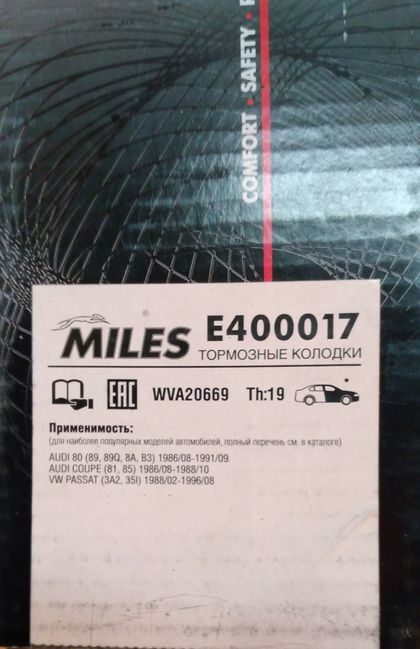 COMFORT · SAFETY ·
MILES
E400017
ТОРМОЗНЫЕ КОЛОДКИ
EAC WVA20669 Th:19
Применимость:
(для наиболее популярных моделей автомобилей, полный перечень см. в каталоге)
AUDI 80 (89, 89Q, 8A, B3) 1986/08-1991/09
AUDI COUPE (81, 85) 1986/08-1988/10
VW PASSAT (3A2, 35I) 1988/02-1996/08